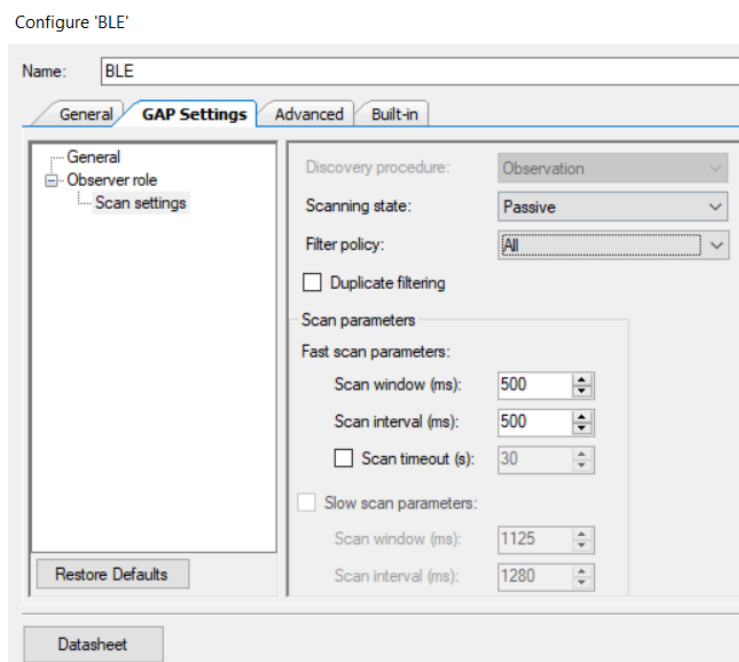 Configure 'BLE'
Name: BLE
General GAP Settings Advanced Built-in
General
Observer role
Scan settings
Restore Defaults
Discovery procedure: Observation
Scanning state: Passive
Filter policy: All
Duplicate filtering
Scan parameters
Fast scan parameters:
Scan window (ms): 500
Scan interval (ms): 500
Scan timeout (s): 30
Slow scan parameters:
Scan window (ms): 1125
Scan interval (ms): 1280
Datasheet